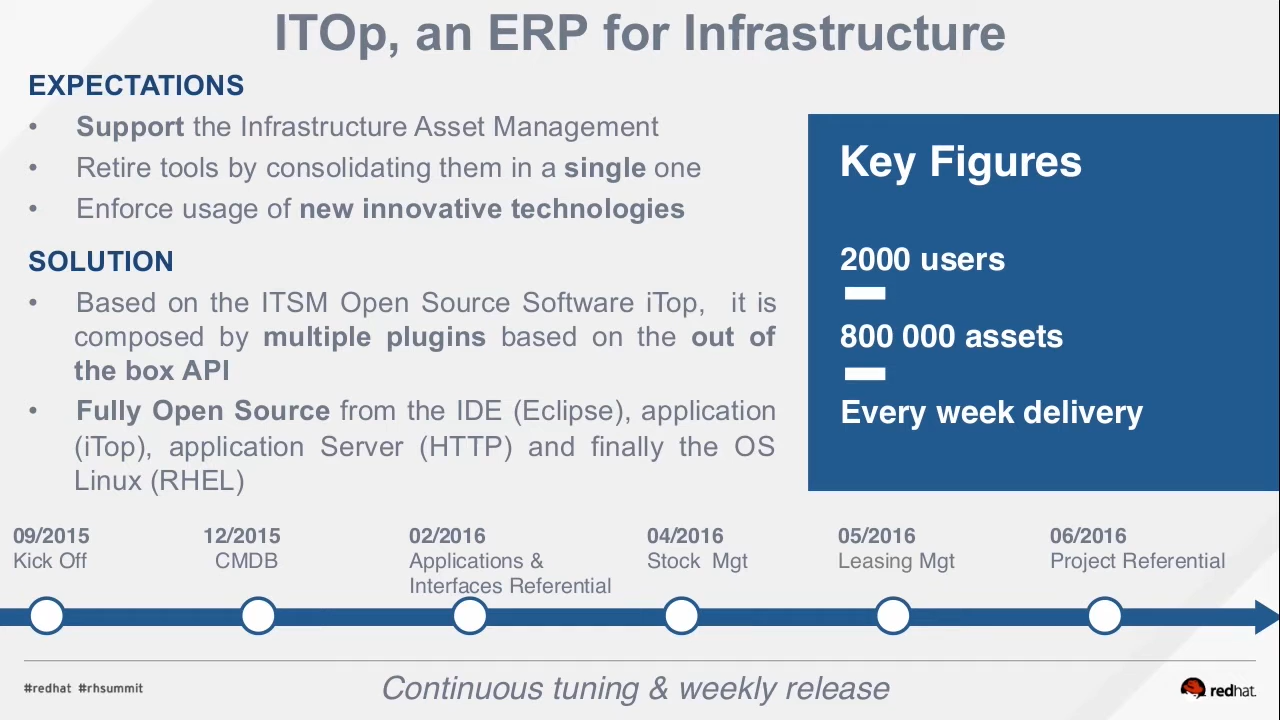 ITOp, an ERP for Infrastructure
EXPECTATIONS
• Support the Infrastructure Asset Management
• Retire tools by consolidating them in a single one
• Enforce usage of new innovative technologies
SOLUTION
• Based on the ITSM Open Source Software iTop, it is
composed by multiple plugins based on the out of
the box API
• Fully Open Source from the IDE (Eclipse), application
(iTop), application Server (HTTP) and finally the OS
Linux (RHEL)
Key Figures
2000 users
800 000 assets
Every week delivery
09/2015
Kick Off
12/2015
CMDB
02/2016
Applications &
Interfaces Referential
04/2016
Stock Mgt
05/2016
Leasing Mgt
06/2016
Project Referential
#redhat #rhsummit
Continuous tuning & weekly release
redhat.